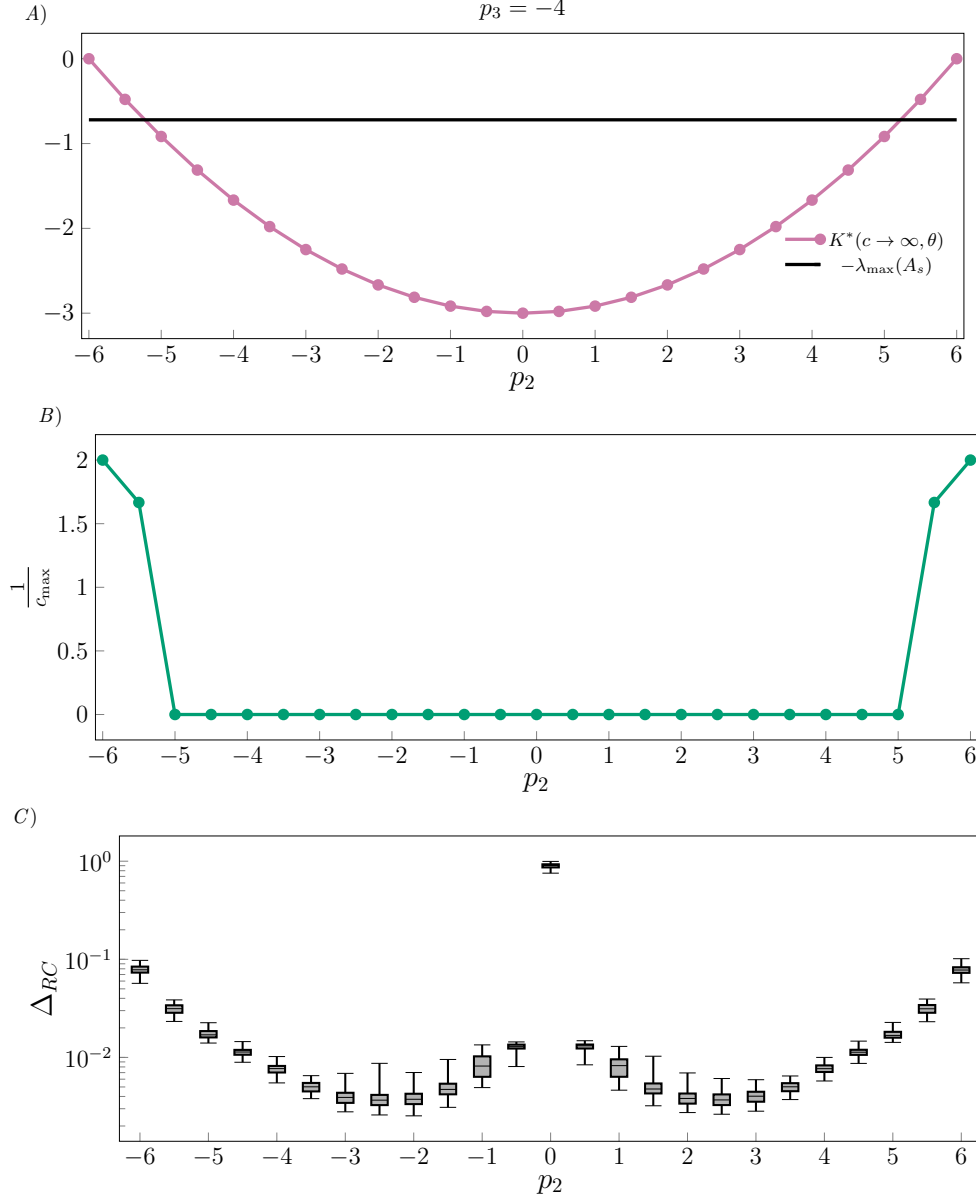 A)
p₃ = −4
0
−1
−2
−3
K*(c → ∞, θ)
−λmax(Aₛ)
−6 −5 −4 −3 −2 −1 0 1 2 3 4 5 6
p₂
B)
2
1.5
1
0.5
0
1/cmax
−6 −5 −4 −3 −2 −1 0 1 2 3 4 5 6
p₂
C)
10⁰
10⁻¹
10⁻²
Δ_RC
−6 −5 −4 −3 −2 −1 0 1 2 3 4 5 6
p₂